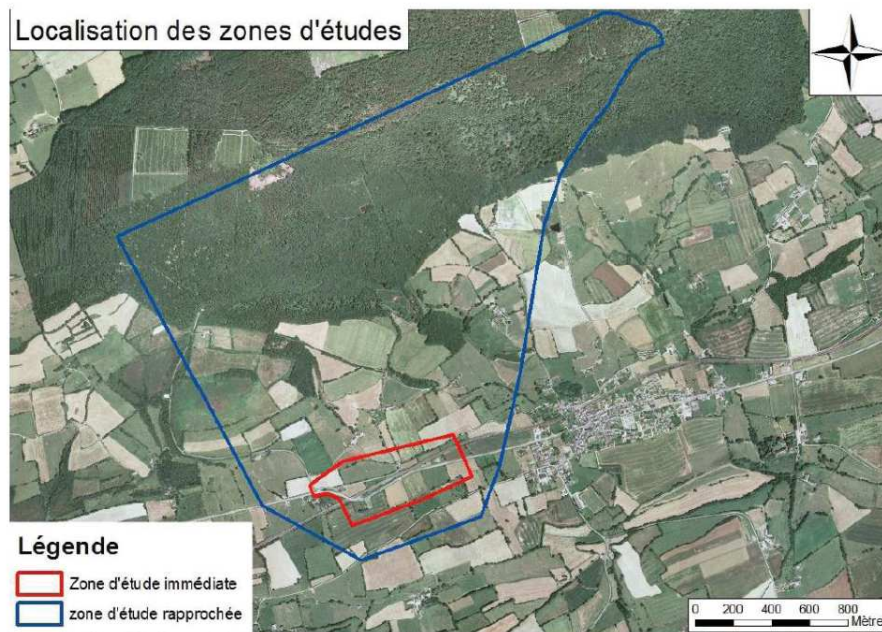 Localisation des zones d'études
Légende
Zone d'étude immédiate
zone d'étude rapprochée
0 200 400 600 800
Mètre